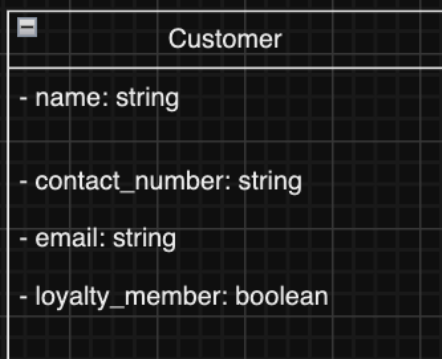 Customer
- name: string
- contact_number: string
- email: string
- loyalty_member: boolean